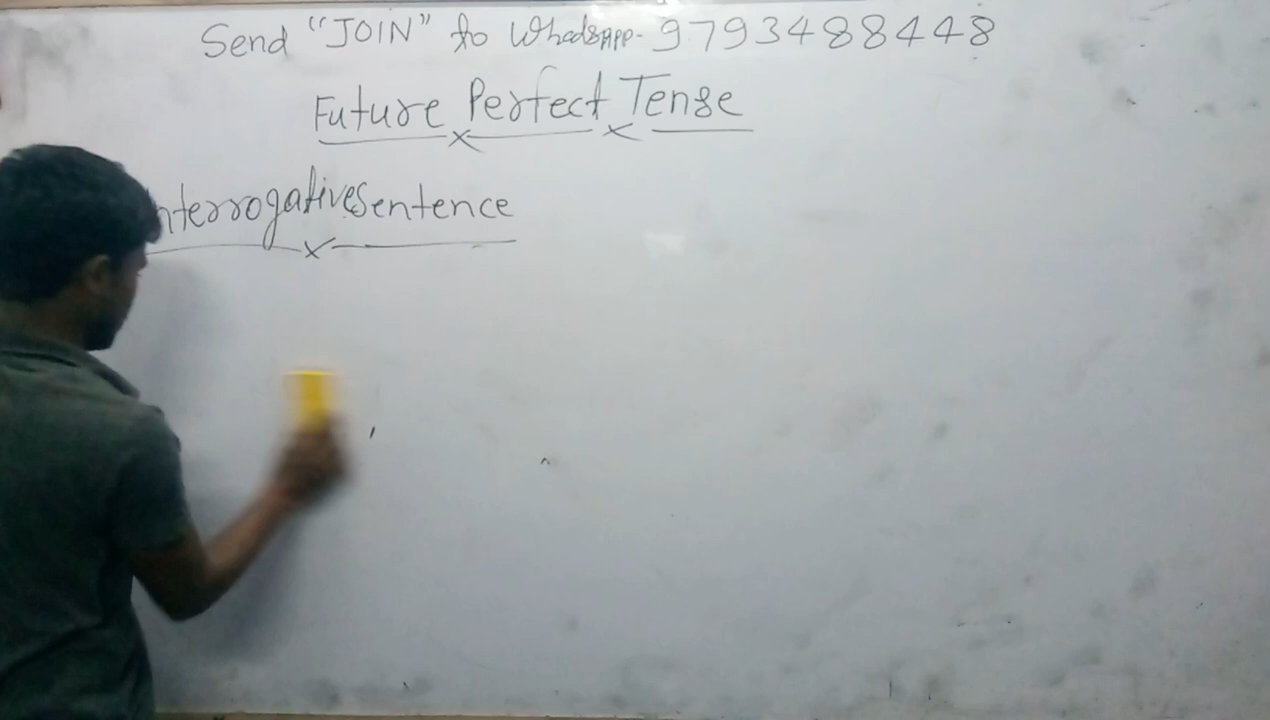 Send "JOIN" to WhatsApp- 9793488448
Future Perfect Tense
nterrogative Sentence